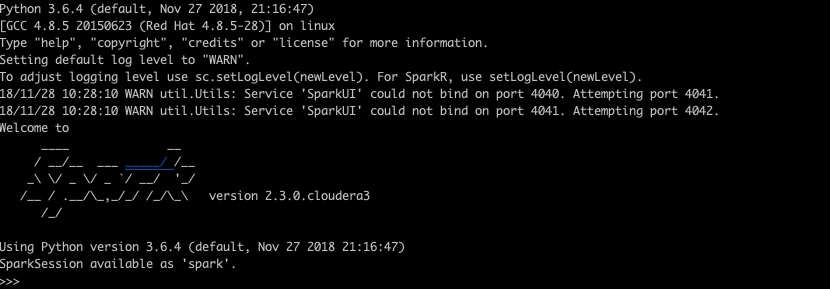 Python 3.6.4 (default, Nov 27 2018, 21:16:47)
[GCC 4.8.5 20150623 (Red Hat 4.8.5-28)] on linux
Type "help", "copyright", "credits" or "license" for more information.
Setting default log level to "WARN".
To adjust logging level use sc.setLogLevel(newLevel). For SparkR, use setLogLevel(newLevel).
18/11/28 10:28:10 WARN util.Utils: Service 'SparkUI' could not bind on port 4040. Attempting port 4041.
18/11/28 10:28:10 WARN util.Utils: Service 'SparkUI' could not bind on port 4041. Attempting port 4042.
Welcome to
      ____              __
     / __/__  ___ _____/ /__
    _\ \/ _ \/ _ `/ __/  '_/
   /__ / .__/\_,_/_/ /_/\_\   version 2.3.0.cloudera3
      /_/
Using Python version 3.6.4 (default, Nov 27 2018 21:16:47)
SparkSession available as 'spark'.
>>>